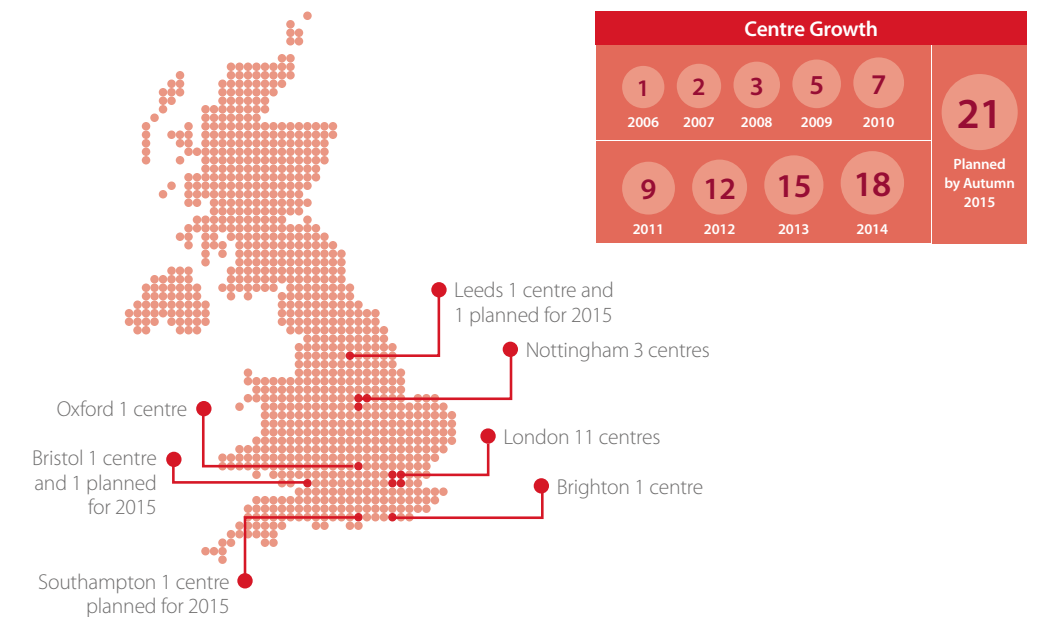 Centre Growth
1 2 3 5 7
2006 2007 2008 2009 2010
9 12 15 18
2011 2012 2013 2014
21
Planned
by Autumn
2015
Leeds 1 centre and
1 planned for 2015
Nottingham 3 centres
Oxford 1 centre
London 11 centres
Bristol 1 centre
and 1 planned
for 2015
Brighton 1 centre
Southampton 1 centre
planned for 2015